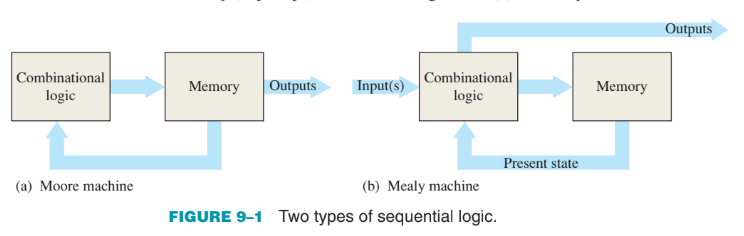 Combinational
logic
Memory
Outputs
(a) Moore machine
Outputs
Input(s)
Combinational
logic
Memory
Present state
(b) Mealy machine
FIGURE 9–1 Two types of sequential logic.